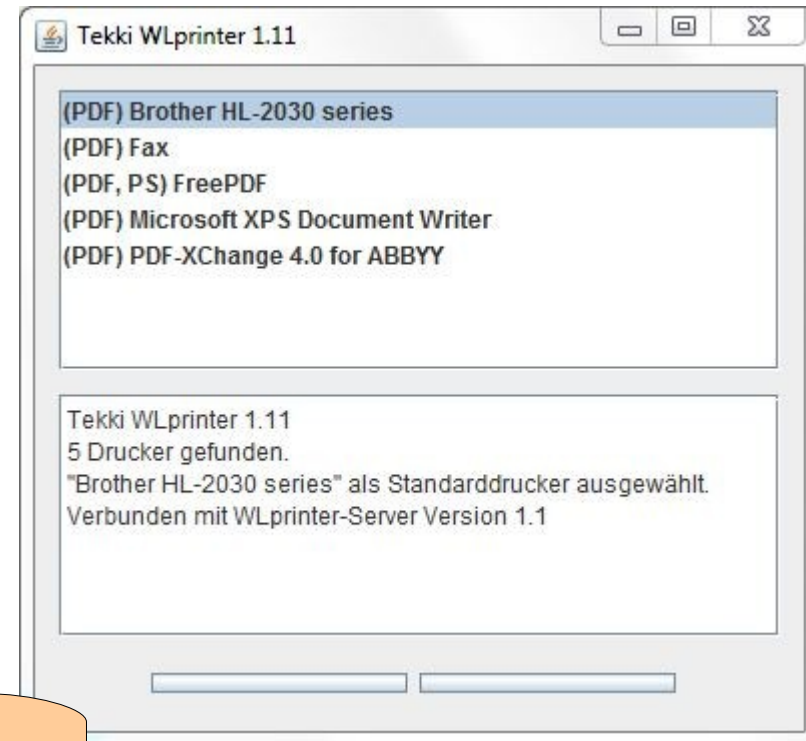 Tekki WLprinter 1.11
(PDF) Brother HL-2030 series
(PDF) Fax
(PDF, PS) FreePDF
(PDF) Microsoft XPS Document Writer
(PDF) PDF-XChange 4.0 for ABBYY
Tekki WLprinter 1.11
5 Drucker gefunden.
"Brother HL-2030 series" als Standarddrucker ausgewählt.
Verbunden mit WLprinter-Server Version 1.1